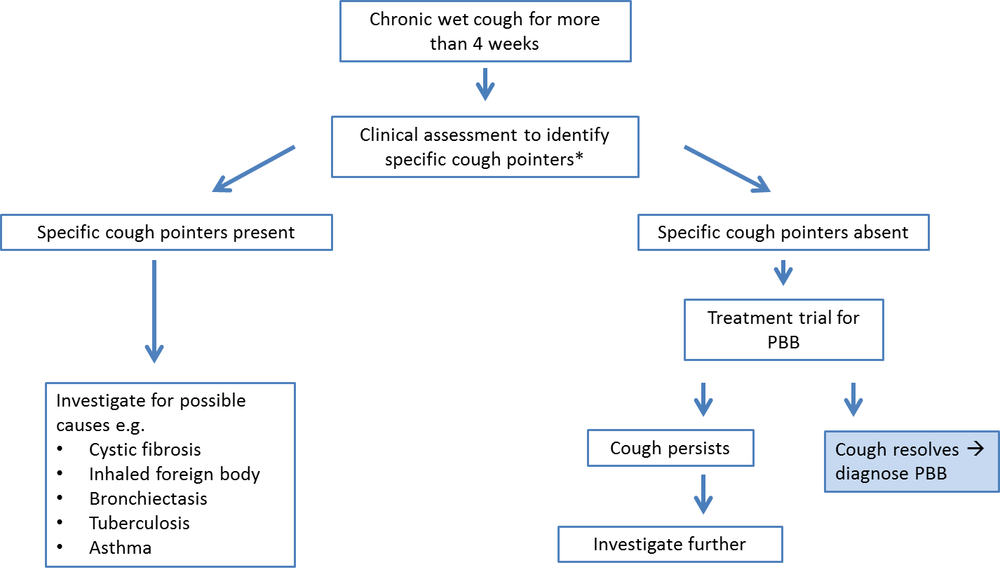 Chronic wet cough for more
than 4 weeks
Clinical assessment to identify
specific cough pointers*
Specific cough pointers present
Specific cough pointers absent
Treatment trial for
PBB
Investigate for possible
causes e.g.
• Cystic fibrosis
• Inhaled foreign body
• Bronchiectasis
• Tuberculosis
• Asthma
Cough persists
Cough resolves →
diagnose PBB
Investigate further